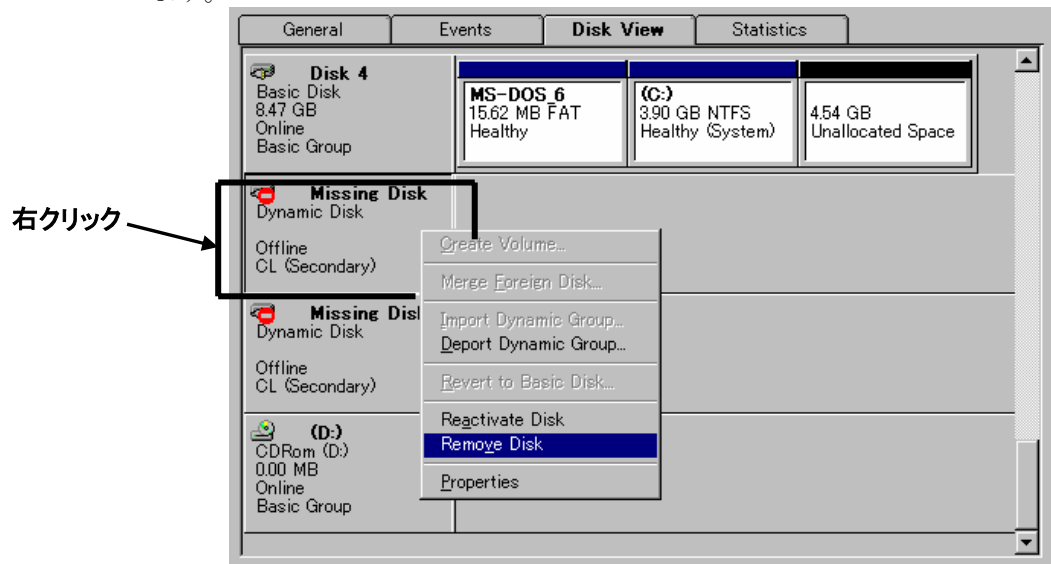 General Events Disk View Statistics
Disk 4
Basic Disk
8.47 GB
Online
Basic Group
MS-DOS_6
15.62 MB FAT
Healthy
(C:)
3.90 GB NTFS
Healthy (System)
4.54 GB
Unallocated Space
右クリック
Missing Disk
Dynamic Disk
Offline
CL (Secondary)
Missing Disk
Dynamic Disk
Offline
CL (Secondary)
(D:)
CDRom (D:)
0.00 MB
Online
Basic Group
Create Volume...
Merge Foreign Disk...
Import Dynamic Group...
Deport Dynamic Group...
Revert to Basic Disk...
Reactivate Disk
Remove Disk
Properties